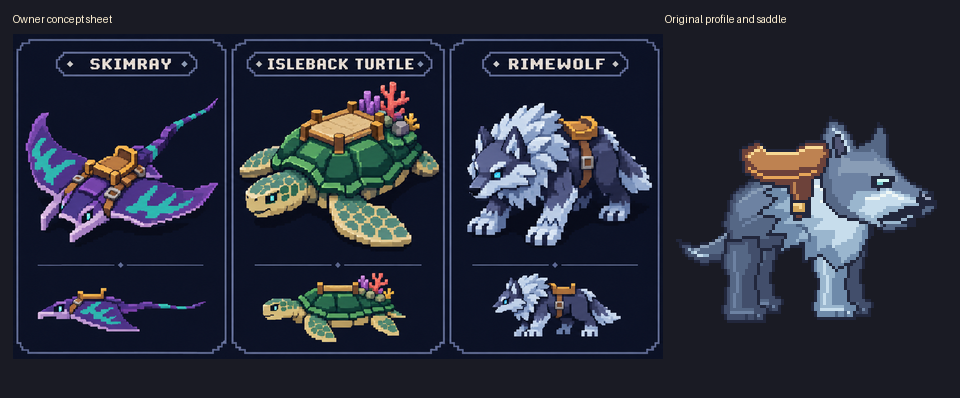 Owner concept sheet
Original profile and saddle
SKIMRAY
ISLEBACK TURTLE
RIMEWOLF